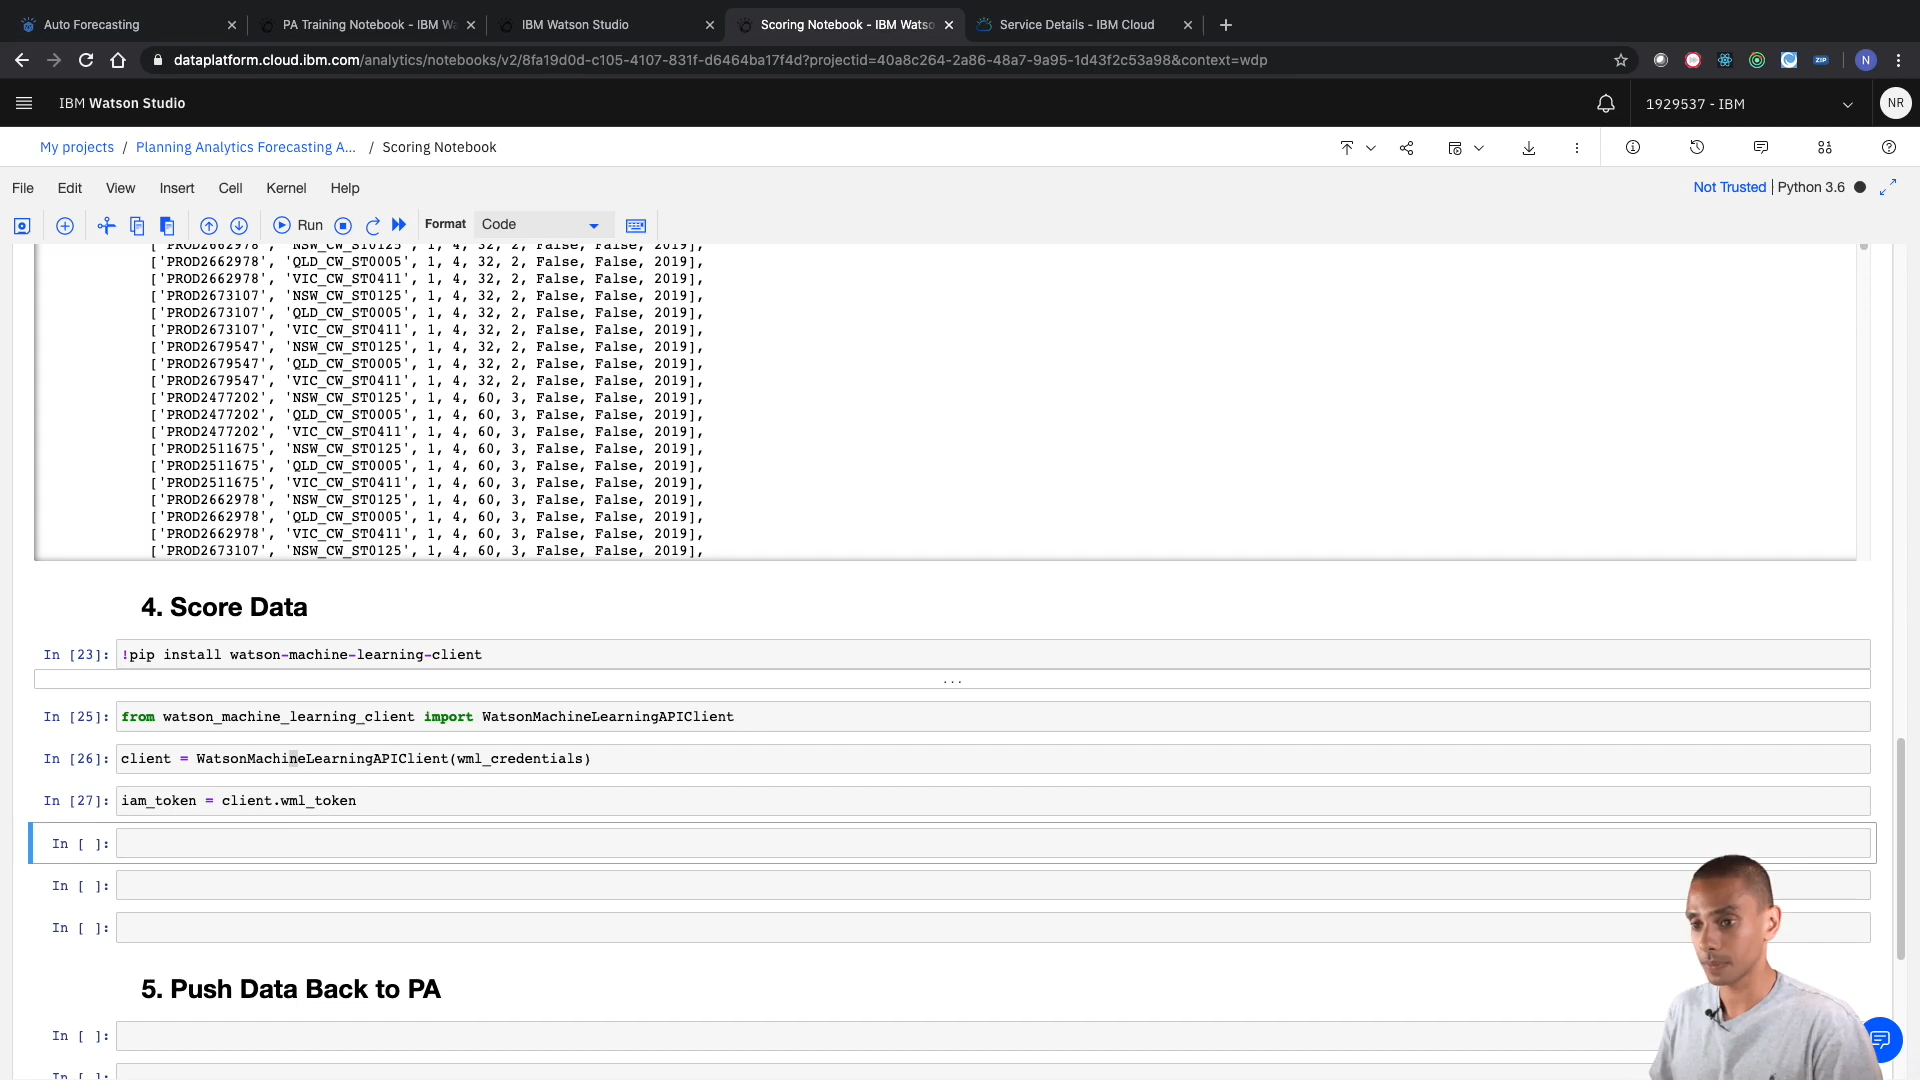 Auto Forecasting
PA Training Notebook - IBM Wa
IBM Watson Studio
Scoring Notebook - IBM Watso
Service Details - IBM Cloud
dataplatform.cloud.ibm.com/analytics/notebooks/v2/8fa19d0d-c105-4107-831f-d6464ba17f4d?projectid=40a8c264-2a86-48a7-9a95-1d43f2c53a98&context=wdp
ZIP
N
IBM Watson Studio
1929537 - IBM
NR
My projects / Planning Analytics Forecasting A... / Scoring Notebook
File Edit View Insert Cell Kernel Help
Not Trusted | Python 3.6
Run
Format
Code
['PROD2662978', 'NSW_CW_ST0125', 1, 4, 32, 2, False, False, 2019],
['PROD2662978', 'QLD_CW_ST0005', 1, 4, 32, 2, False, False, 2019],
['PROD2662978', 'VIC_CW_ST0411', 1, 4, 32, 2, False, False, 2019],
['PROD2673107', 'NSW_CW_ST0125', 1, 4, 32, 2, False, False, 2019],
['PROD2673107', 'QLD_CW_ST0005', 1, 4, 32, 2, False, False, 2019],
['PROD2673107', 'VIC_CW_ST0411', 1, 4, 32, 2, False, False, 2019],
['PROD2679547', 'NSW_CW_ST0125', 1, 4, 32, 2, False, False, 2019],
['PROD2679547', 'QLD_CW_ST0005', 1, 4, 32, 2, False, False, 2019],
['PROD2679547', 'VIC_CW_ST0411', 1, 4, 32, 2, False, False, 2019],
['PROD2477202', 'NSW_CW_ST0125', 1, 4, 60, 3, False, False, 2019],
['PROD2477202', 'QLD_CW_ST0005', 1, 4, 60, 3, False, False, 2019],
['PROD2477202', 'VIC_CW_ST0411', 1, 4, 60, 3, False, False, 2019],
['PROD2511675', 'NSW_CW_ST0125', 1, 4, 60, 3, False, False, 2019],
['PROD2511675', 'QLD_CW_ST0005', 1, 4, 60, 3, False, False, 2019],
['PROD2511675', 'VIC_CW_ST0411', 1, 4, 60, 3, False, False, 2019],
['PROD2662978', 'NSW_CW_ST0125', 1, 4, 60, 3, False, False, 2019],
['PROD2662978', 'QLD_CW_ST0005', 1, 4, 60, 3, False, False, 2019],
['PROD2662978', 'VIC_CW_ST0411', 1, 4, 60, 3, False, False, 2019],
['PROD2673107', 'NSW_CW_ST0125', 1, 4, 60, 3, False, False, 2019],
4. Score Data
In [23]: !pip install watson-machine-learning-client
...
In [25]: from watson_machine_learning_client import WatsonMachineLearningAPIClient
In [26]: client = WatsonMachineLearningAPIClient(wml_credentials)
In [27]: iam_token = client.wml_token
In [ ]:
In [ ]:
In [ ]:
5. Push Data Back to PA
In [ ]:
In [ ]: